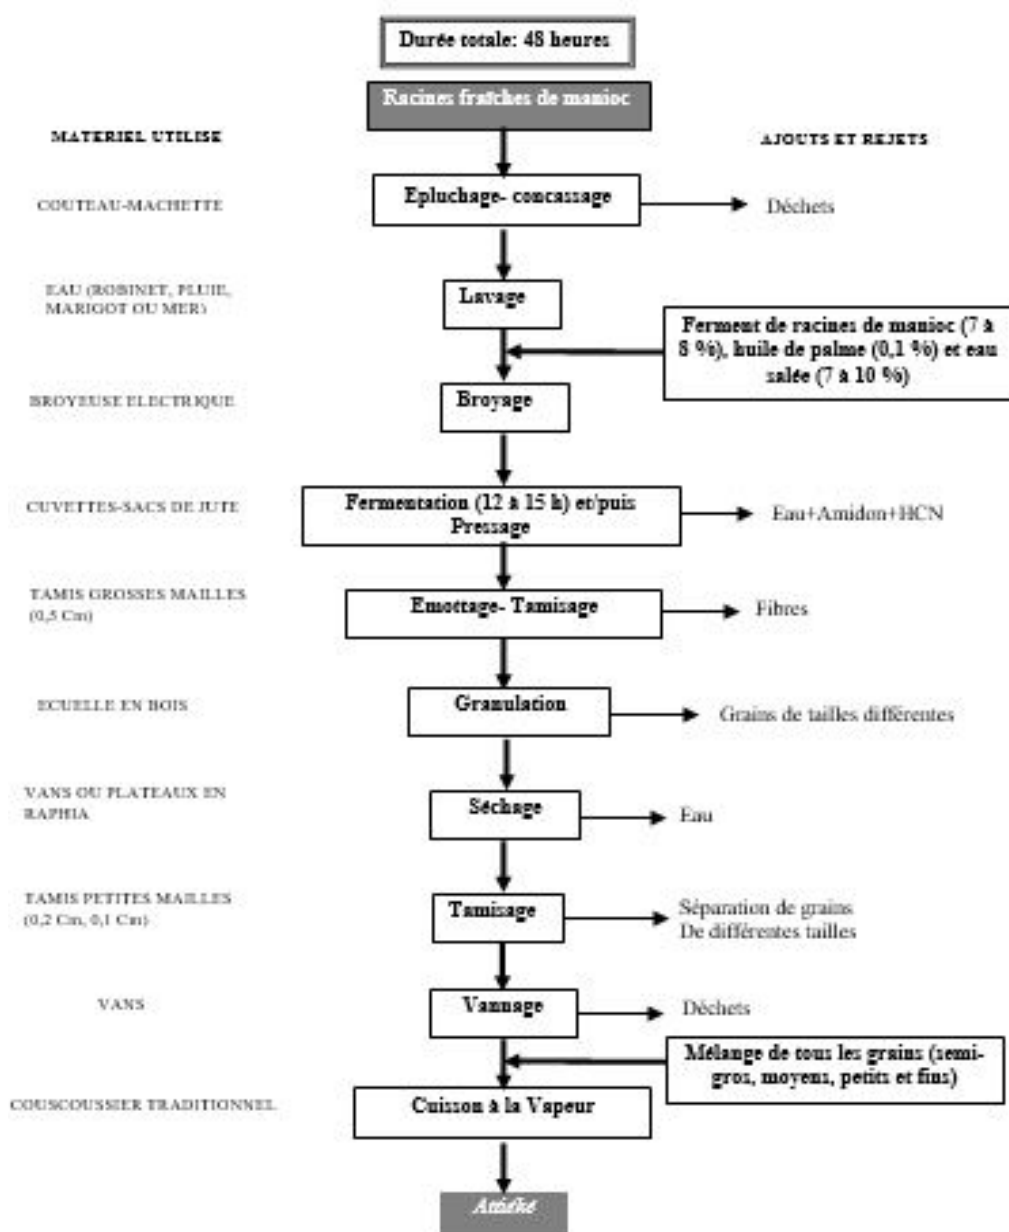 Durée totale: 48 heures
Racines fraîches de manioc
MATERIEL UTILISE
AJOUTS ET REJETS
COUTEAU-MACHETTE
Epluchage- concassage
Déchets
EAU (ROBINET, PLUIE,
MARIGOT OU MER)
Lavage
Ferment de racines de manioc (7 à
8 %), huile de palme (0,1 %) et eau
salée (7 à 10 %)
BROYEUSE ELECTRIQUE
Broyage
CUVETTES-SACS DE JUTE
Fermentation (12 à 15 h) et/puis
Pressage
Eau+Amidon+HCN
TAMIS GROSSES MAILLES
(0,5 Cm)
Emottage- Tamisage
Fibres
ECUELLE EN BOIS
Granulation
Grains de tailles différentes
VANS OU PLATEAUX EN
RAPHIA
Séchage
Eau
TAMIS PETITES MAILLES
(0,2 Cm, 0,1 Cm)
Tamisage
Séparation de grains
De différentes tailles
VANS
Vannage
Déchets
Mélange de tous les grains (semi-
gros, moyens, petits et fins)
COUSCOUSSIER TRADITIONNEL
Cuisson à la Vapeur
Attiéké